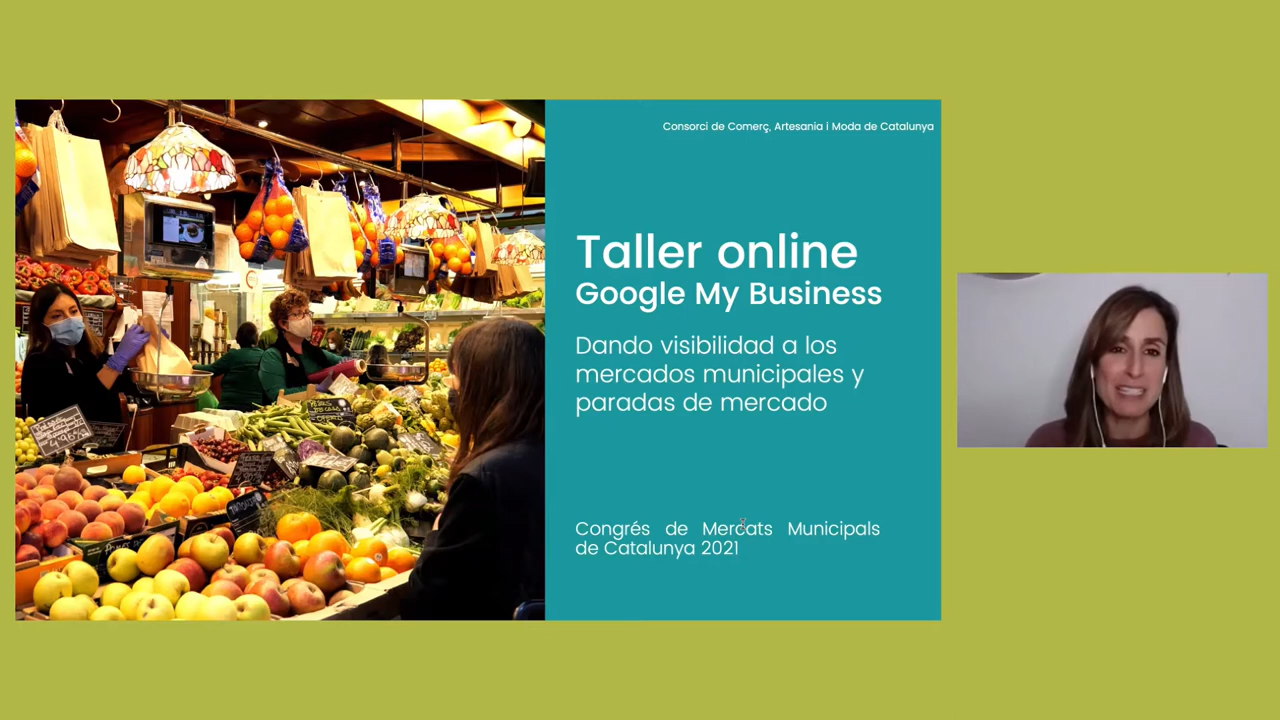 Consorci de Comerç, Artesania i Moda de Catalunya
Taller online
Google My Business
Dando visibilidad a los
mercados municipales y
paradas de mercado
Congrés de Mercats Municipals
de Catalunya 2021